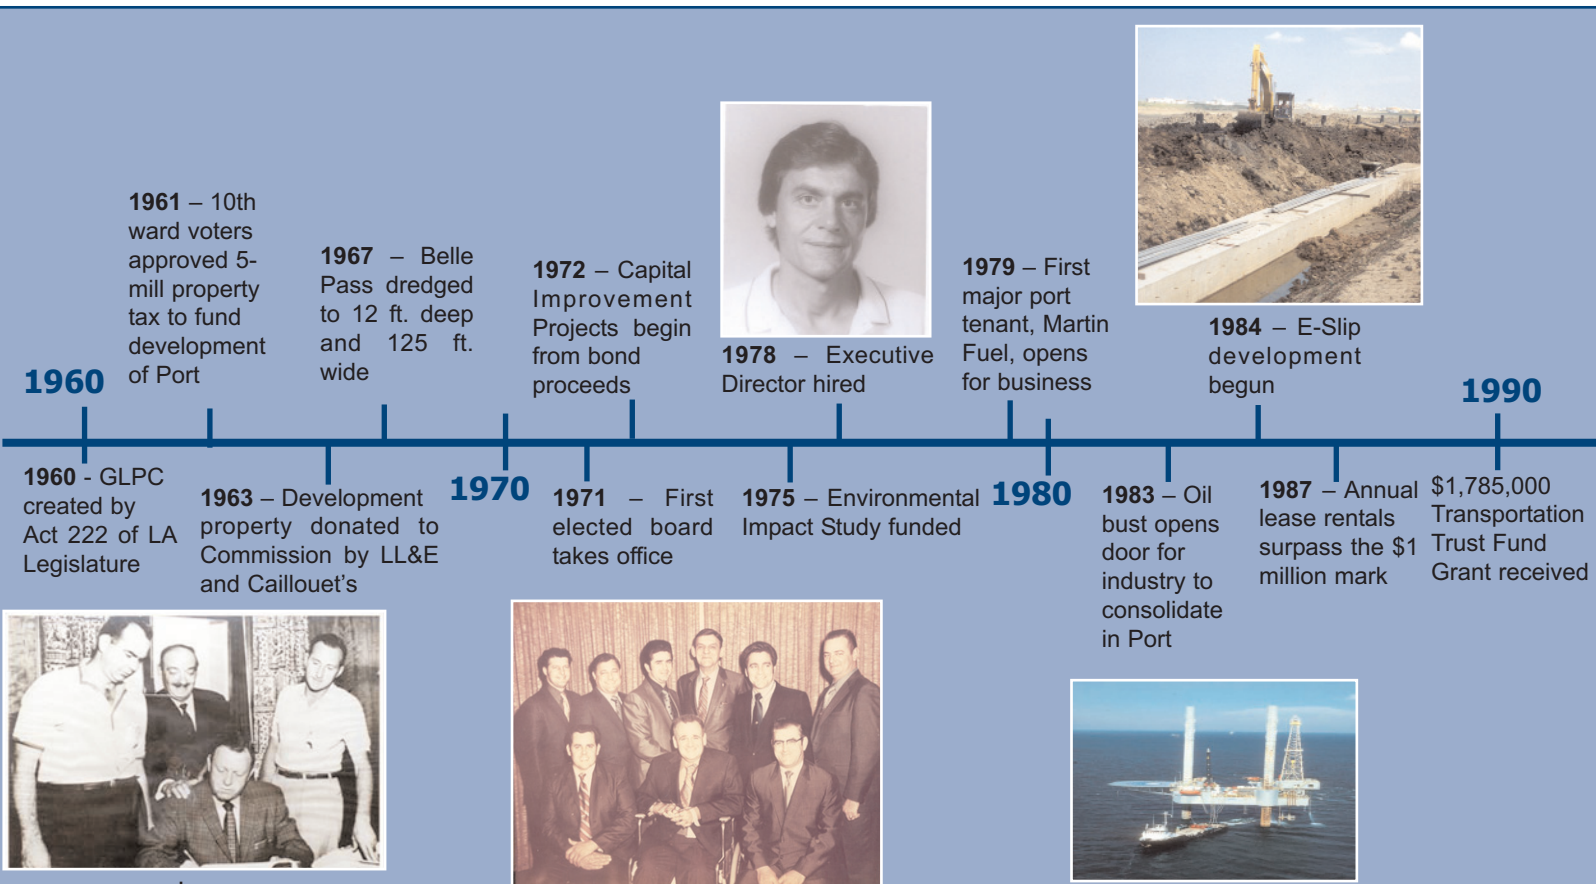 1960
1961 – 10th
ward voters
approved 5-
mill property
tax to fund
development
of Port
1967 – Belle
Pass dredged
to 12 ft. deep
and 125 ft.
wide
1972 – Capital
Improvement
Projects begin
from bond
proceeds
1978 – Executive
Director hired
1979 – First
major port
tenant, Martin
Fuel, opens
for business
1984 – E-Slip
development
begun
1990
1960 - GLPC
created by
Act 222 of LA
Legislature
1963 – Development
property donated to
Commission by LL&E
and Caillouet's
1970
1971 – First
elected board
takes office
1975 – Environmental
Impact Study funded
1980
1983 – Oil
bust opens
door for
industry to
consolidate
in Port
1987 – Annual
lease rentals
surpass the $1
million mark
$1,785,000
Transportation
Trust Fund
Grant received